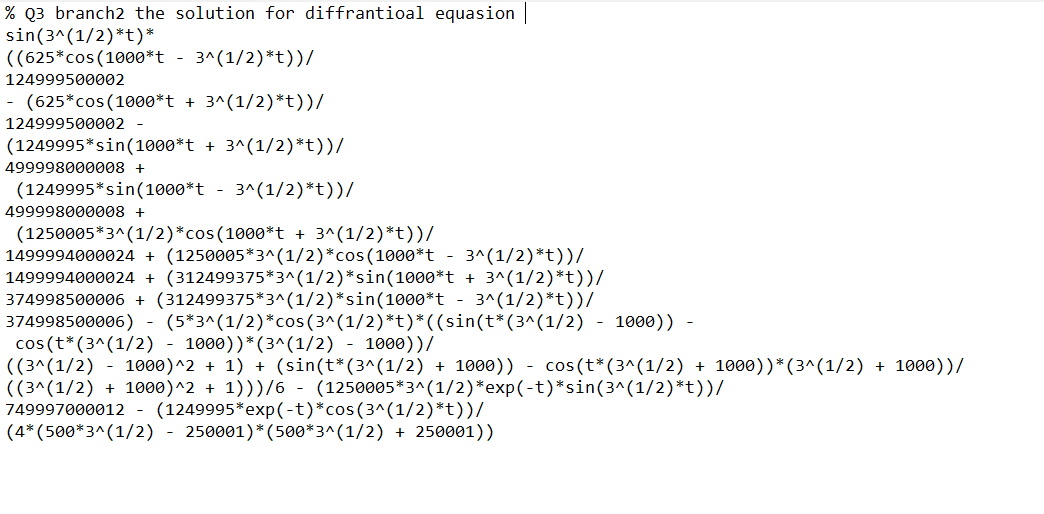 % Q3 branch2 the solution for diffrantioal equasion
sin(3^(1/2)*t)*
((625*cos(1000*t - 3^(1/2)*t))/
124999500002
- (625*cos(1000*t + 3^(1/2)*t))/
124999500002 -
(1249995*sin(1000*t + 3^(1/2)*t))/
499998000008 +
(1249995*sin(1000*t - 3^(1/2)*t))/
499998000008 +
(1250005*3^(1/2)*cos(1000*t + 3^(1/2)*t))/
1499994000024 + (1250005*3^(1/2)*cos(1000*t - 3^(1/2)*t))/
1499994000024 + (312499375*3^(1/2)*sin(1000*t + 3^(1/2)*t))/
374998500006 + (312499375*3^(1/2)*sin(1000*t - 3^(1/2)*t))/
374998500006) - (5*3^(1/2)*cos(3^(1/2)*t)*((sin(t*(3^(1/2) - 1000)) -
cos(t*(3^(1/2) - 1000))*(3^(1/2) - 1000))/
((3^(1/2) - 1000)^2 + 1) + (sin(t*(3^(1/2) + 1000)) - cos(t*(3^(1/2) + 1000))*(3^(1/2) + 1000))/
((3^(1/2) + 1000)^2 + 1)))/6 - (1250005*3^(1/2)*exp(-t)*sin(3^(1/2)*t))/
749997000012 - (1249995*exp(-t)*cos(3^(1/2)*t))/
(4*(500*3^(1/2) - 250001)*(500*3^(1/2) + 250001))